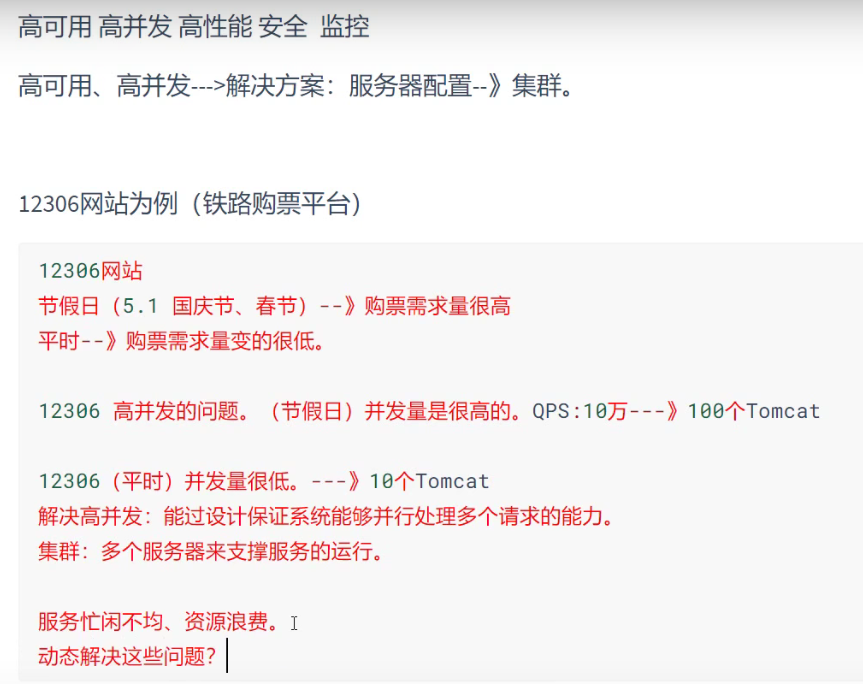 高可用 高并发 高性能 安全 监控
高可用、高并发--->解决方案：服务器配置--》集群。
12306网站为例（铁路购票平台）
12306网站
节假日（5.1 国庆节、春节）--》购票需求量很高
平时--》购票需求量变的很低。
12306 高并发的问题。（节假日）并发量是很高的。QPS:10万---》100个Tomcat
12306（平时）并发量很低。---》10个Tomcat
解决高并发：能过设计保证系统能够并行处理多个请求的能力。
集群：多个服务器来支撑服务的运行。
服务忙闲不均、资源浪费。
动态解决这些问题？